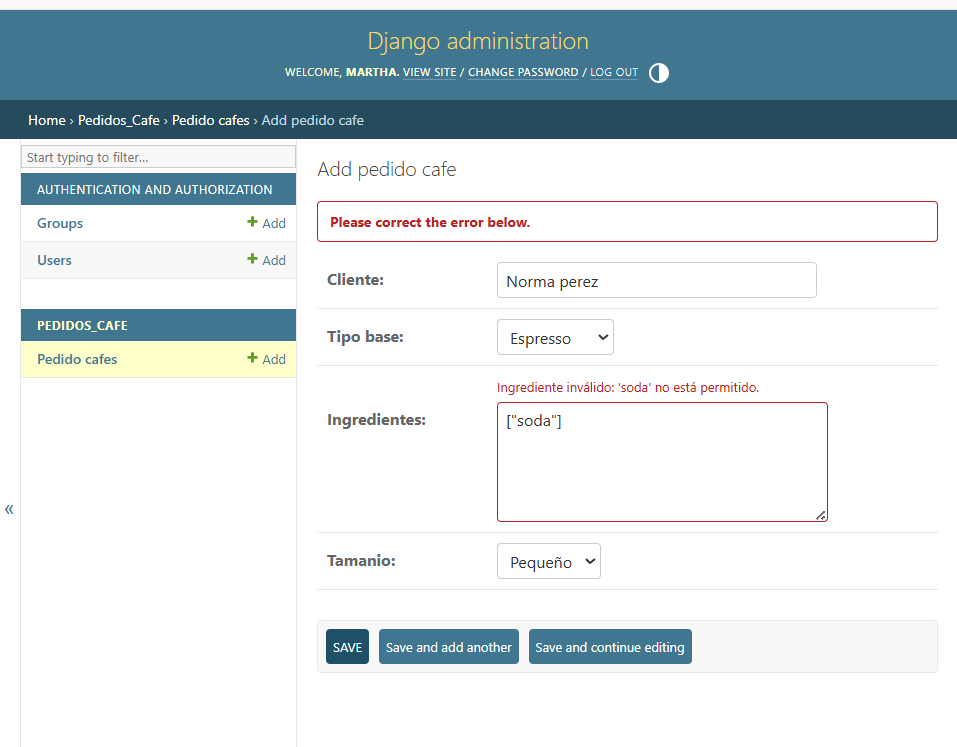 Django administration
WELCOME, MARTHA. VIEW SITE / CHANGE PASSWORD / LOG OUT
Home › Pedidos_Cafe › Pedido cafes › Add pedido cafe
Start typing to filter...
AUTHENTICATION AND AUTHORIZATION
Groups + Add
Users + Add
PEDIDOS_CAFE
Pedido cafes + Add
«
Add pedido cafe
Please correct the error below.
Cliente: Norma perez
Tipo base: Espresso
Ingrediente inválido: 'soda' no está permitido.
Ingredientes: ["soda"]
Tamanio: Pequeño
SAVE Save and add another Save and continue editing